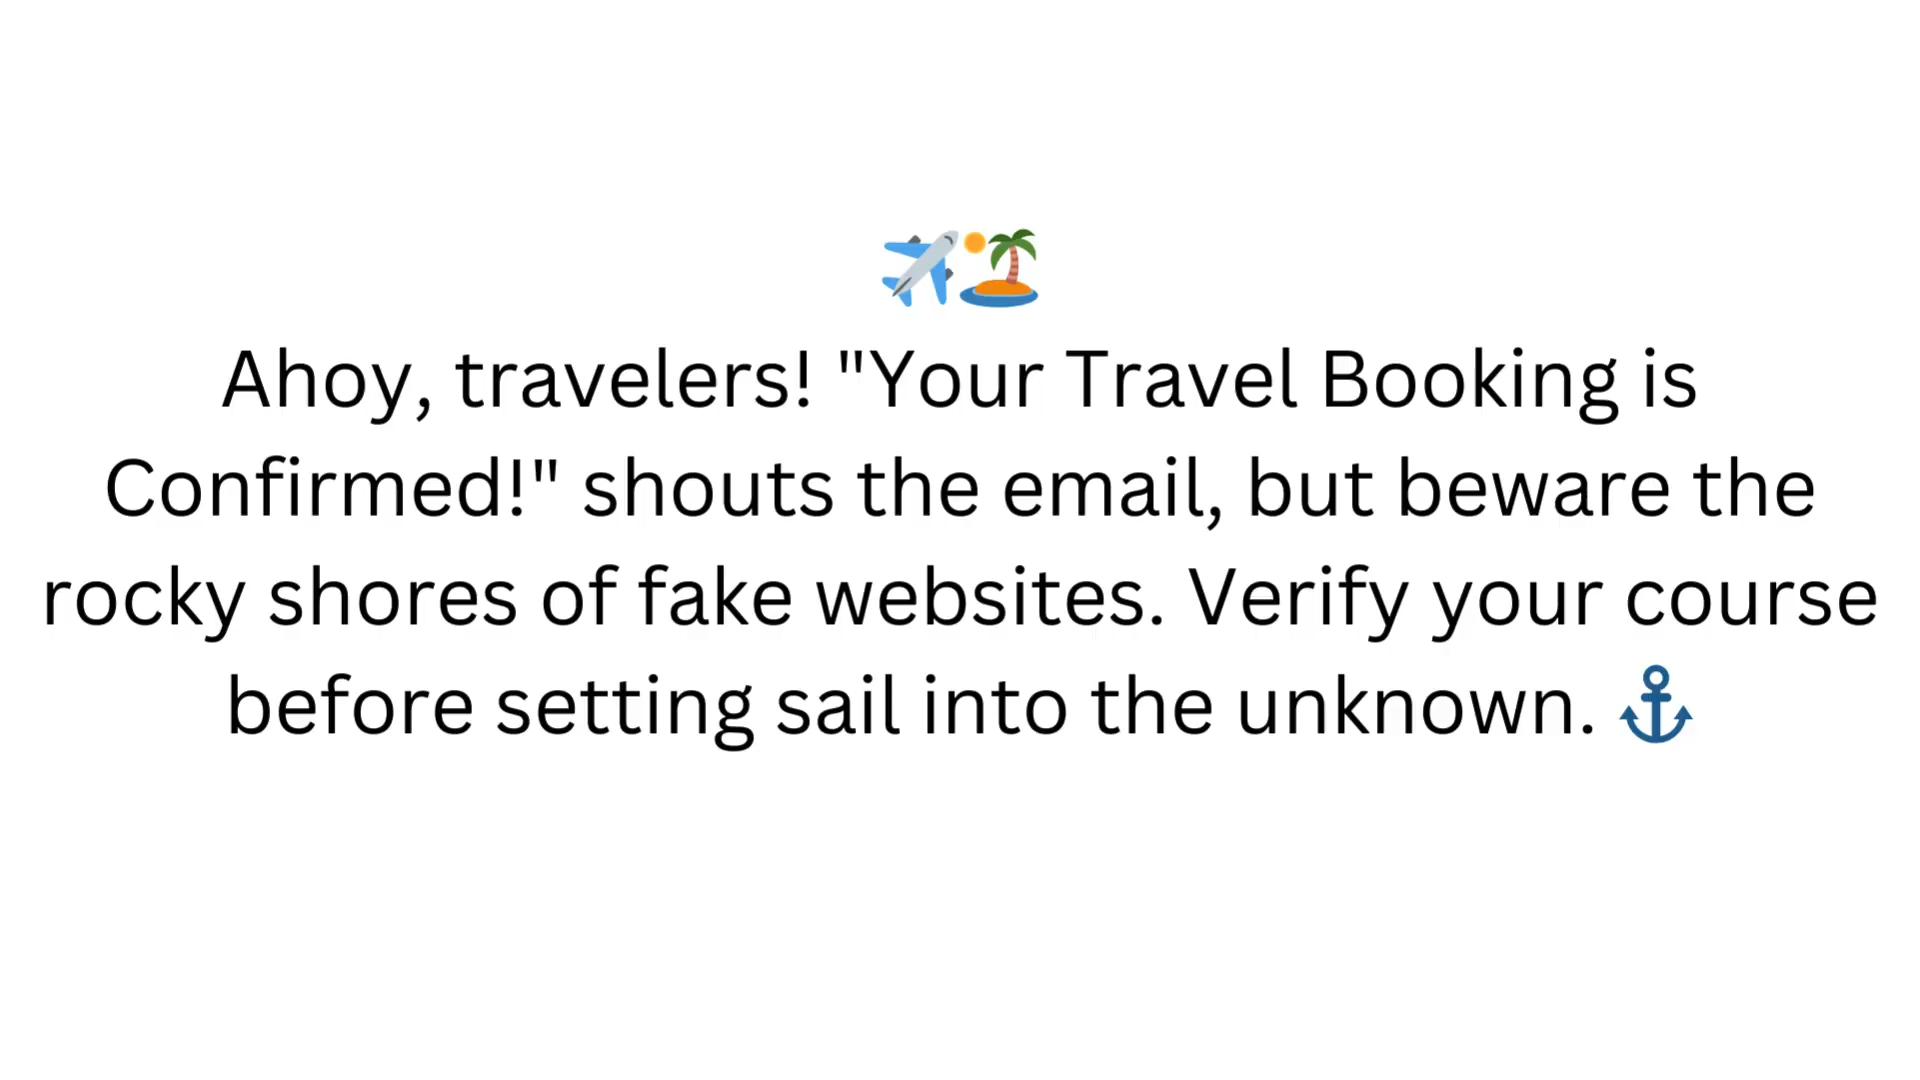 ✈️🏝️
Ahoy, travelers! "Your Travel Booking is
Confirmed!" shouts the email, but beware the
rocky shores of fake websites. Verify your course
before setting sail into the unknown. ⚓